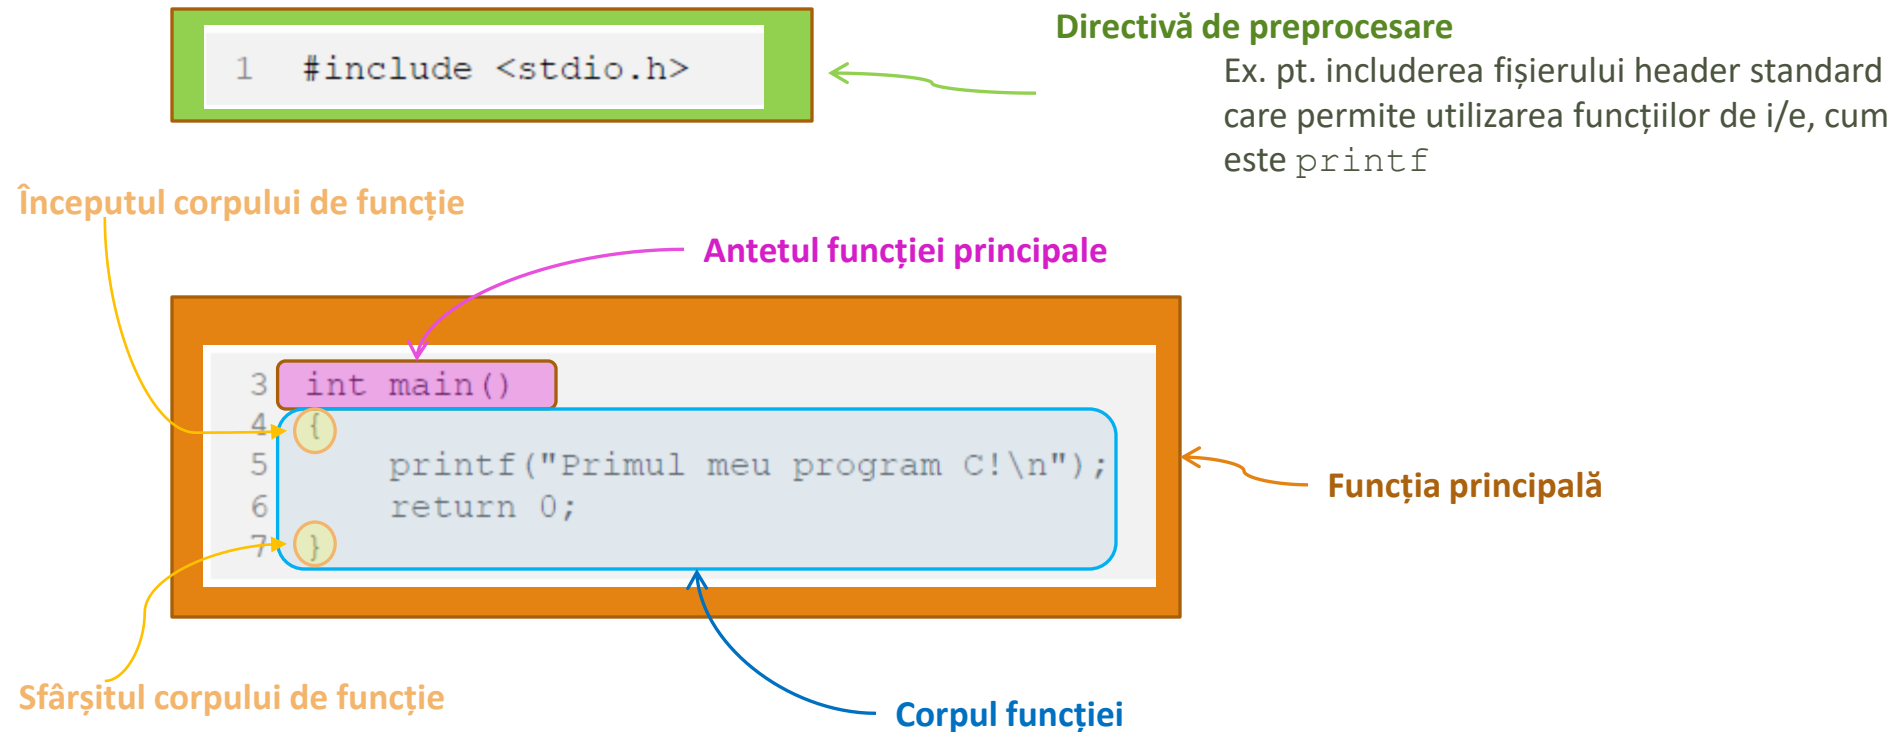 1 #include <stdio.h>
Directivă de preprocesare
Ex. pt. includerea fișierului header standard
care permite utilizarea funcțiilor de i/e, cum
este printf
Începutul corpului de funcție
Antetul funcției principale
3 int main()
4 {
5 printf("Primul meu program C!\n");
6 return 0;
7 }
Funcția principală
Sfârșitul corpului de funcție
Corpul funcției